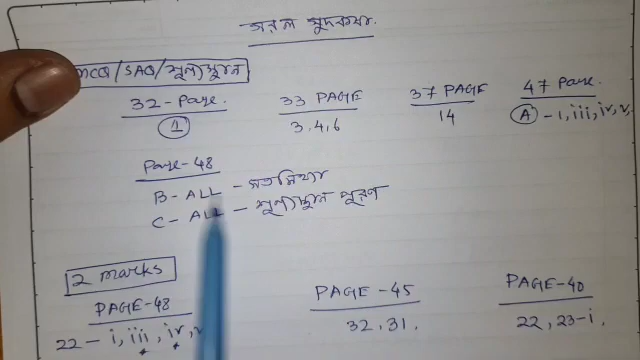 সরল সুদকষা.
MCQ/SAQ/শূন্যস্থান
32-Page. 33 PAGE 37 PAGE 47 Page.
1 3,4,6 14 A - i, iii, iv, v,
Page-48
B - ALL - সত্যমিথ্যা
C - ALL - শূন্যস্থান পূরণ
2 marks
PAGE-48 PAGE-45 PAGE-40
22 - i, iii, iv, v 32, 31. 22, 23-i.